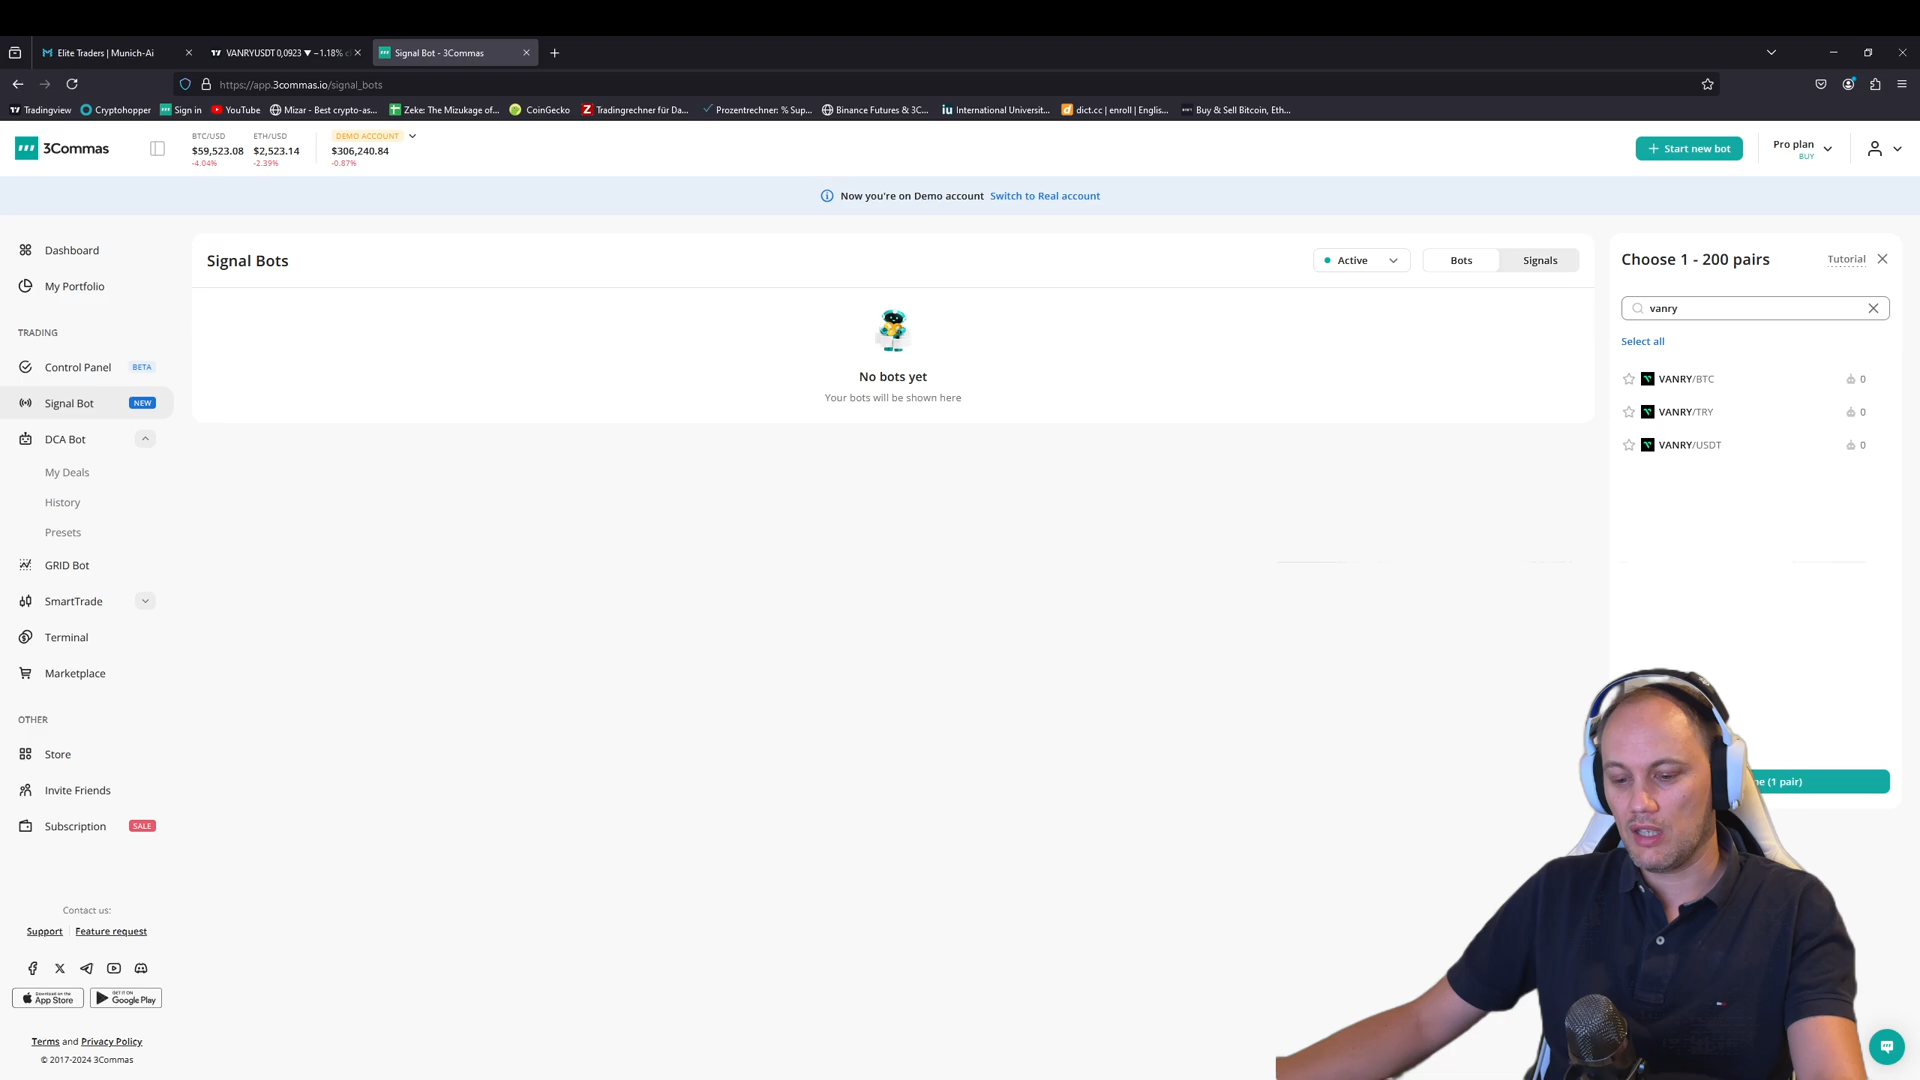 Elite Traders | Munich-Ai
VANRYUSDT 0,0923 ▼ −1.18%
Signal Bot - 3Commas
https://app.3commas.io/signal_bots
Tradingview
Cryptohopper
Sign in
YouTube
Mizar - Best crypto-as...
Zeke: The Mizukage of...
CoinGecko
Tradingrechner für Da...
Prozentrechner: % Sup...
Binance Futures & 3C...
International Universit...
dict.cc | enroll | Englis...
Buy & Sell Bitcoin, Eth...
3Commas
BTC/USD
$59,523.08
-4.04%
ETH/USD
$2,523.14
-2.39%
DEMO ACCOUNT
$306,240.84
-0.87%
+ Start new bot
Pro plan
BUY
Now you're on Demo account Switch to Real account
Dashboard
My Portfolio
TRADING
Control Panel BETA
Signal Bot NEW
DCA Bot
My Deals
History
Presets
GRID Bot
SmartTrade
Terminal
Marketplace
OTHER
Store
Invite Friends
Subscription SALE
Contact us:
Support Feature request
Download on the
App Store
GET IT ON
Google Play
Terms and Privacy Policy
© 2017-2024 3Commas
Signal Bots
Active
Bots
Signals
No bots yet
Your bots will be shown here
Choose 1 - 200 pairs
Tutorial
vanry
Select all
VANRY/BTC 0
VANRY/TRY 0
VANRY/USDT 0
(1 pair)